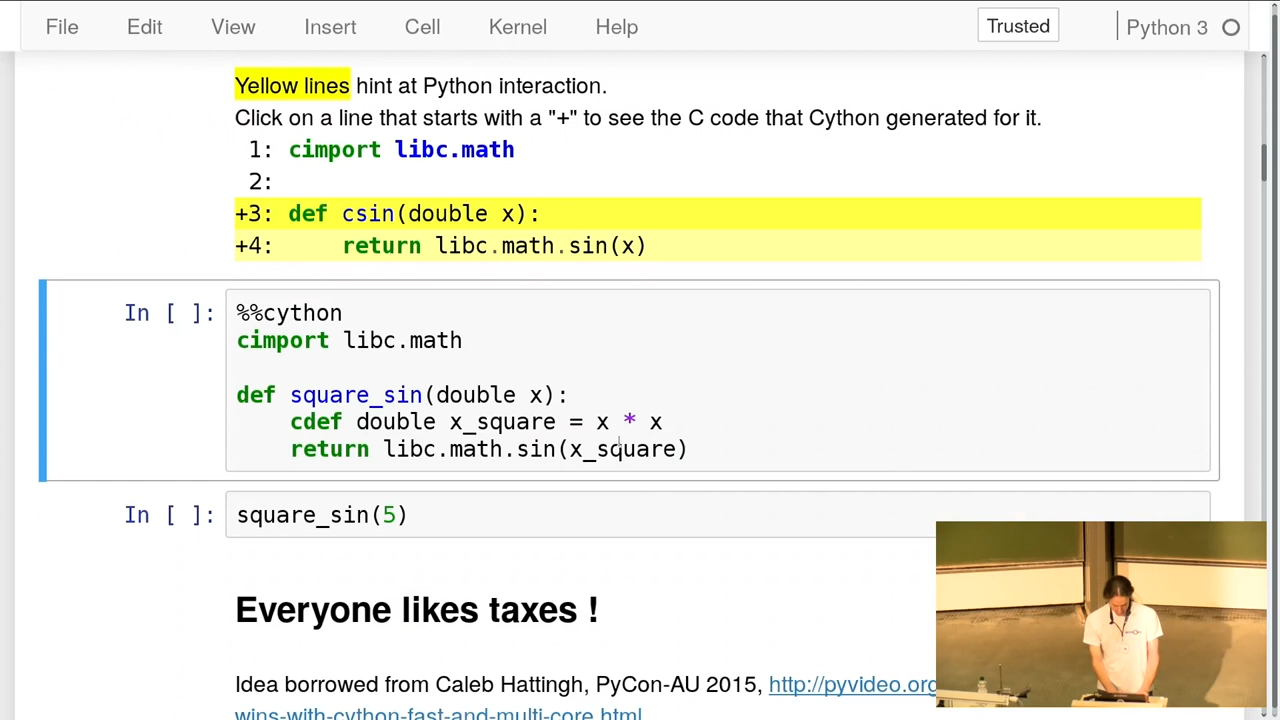 File Edit View Insert Cell Kernel Help Trusted Python 3
Yellow lines hint at Python interaction.
Click on a line that starts with a "+" to see the C code that Cython generated for it.
1: cimport libc.math
2:
+3: def csin(double x):
+4:     return libc.math.sin(x)
In [ ]: %%cython
cimport libc.math
def square_sin(double x):
    cdef double x_square = x * x
    return libc.math.sin(x_square)
In [ ]: square_sin(5)
Everyone likes taxes !
Idea borrowed from Caleb Hattingh, PyCon-AU 2015, http://pyvideo.org
wins-with-cython-fast-and-multi-core.html